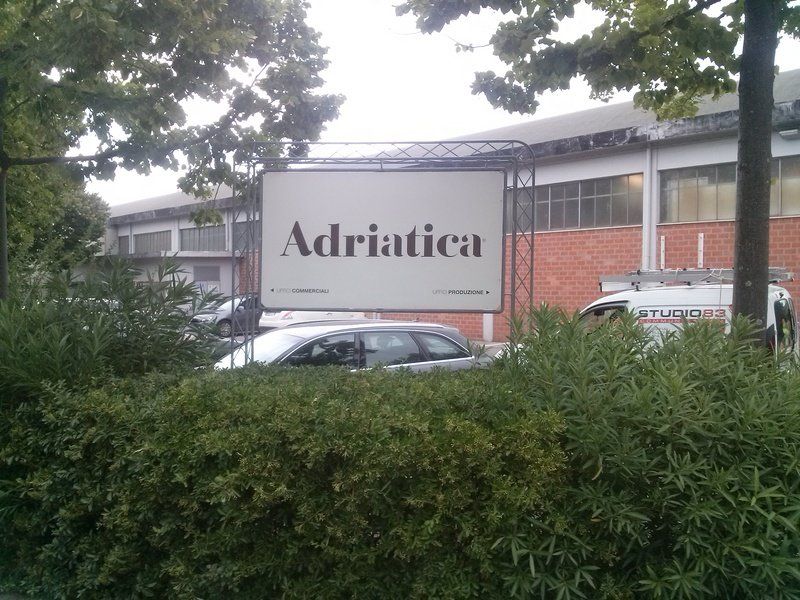 Adriatica
◄ UFFICI COMMERCIALI
UFFICI PRODUZIONE ►
STUDIO83